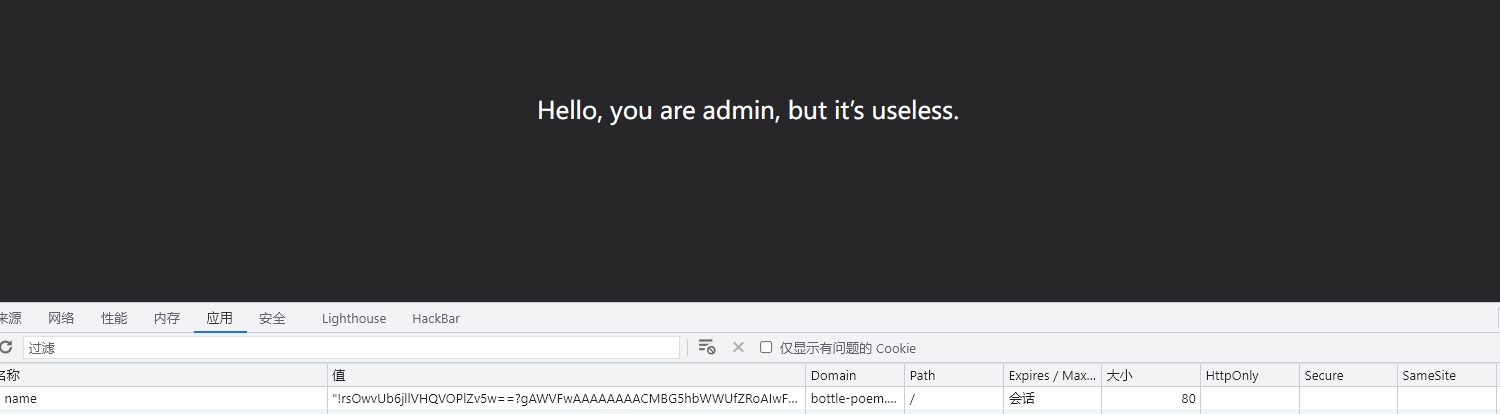 Hello, you are admin, but it's useless.
来源 网络 性能 内存 应用 安全 Lighthouse HackBar
过滤 仅显示有问题的 Cookie
名称 值 Domain Path Expires / Max... 大小 HttpOnly Secure SameSite
name "!rsOwvUb6jllVHQVOPlZv5w==?gAWVFwAAAAAAAACMBG5hbWWUfZRoAIwF... bottle-poem.... / 会话 80